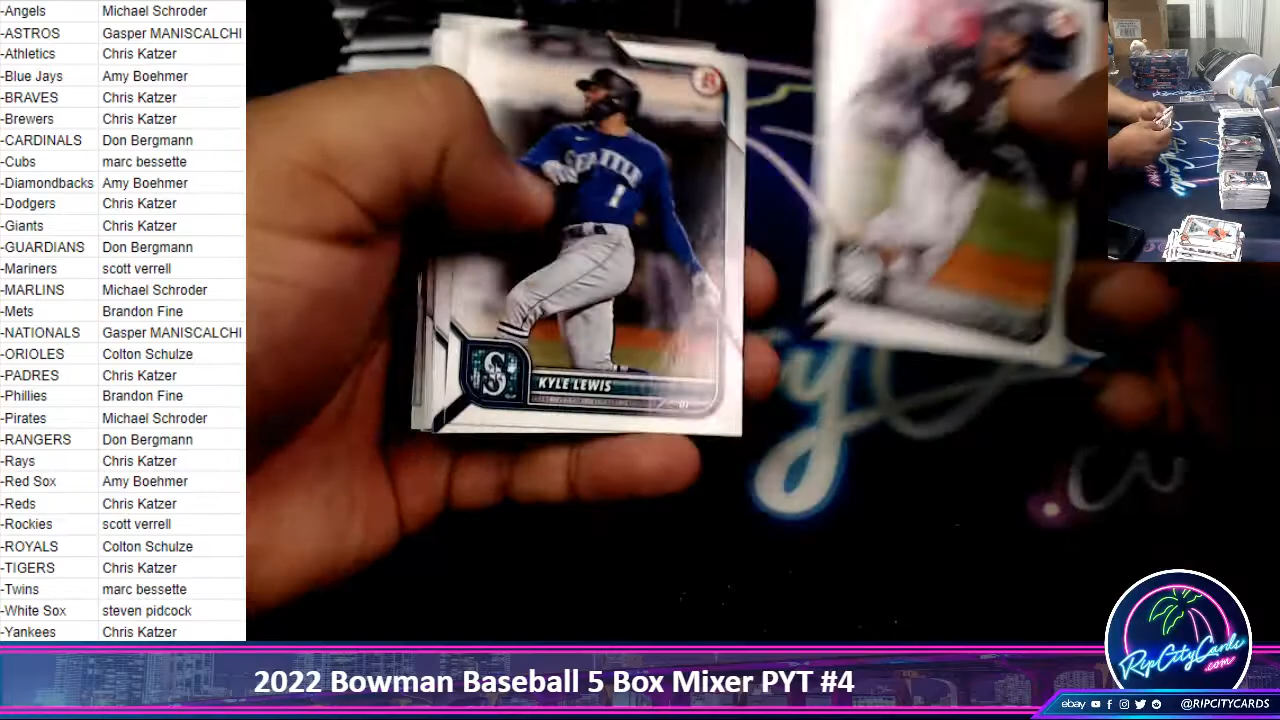 -Angels Michael Schroder
-ASTROS Gasper MANISCALCHI
-Athletics Chris Katzer
-Blue Jays Amy Boehmer
-BRAVES Chris Katzer
-Brewers Chris Katzer
-CARDINALS Don Bergmann
-Cubs marc bessette
-Diamondbacks Amy Boehmer
-Dodgers Chris Katzer
-Giants Chris Katzer
-GUARDIANS Don Bergmann
-Mariners scott verrell
-MARLINS Michael Schroder
-Mets Brandon Fine
-NATIONALS Gasper MANISCALCHI
-ORIOLES Colton Schulze
-PADRES Chris Katzer
-Phillies Brandon Fine
-Pirates Michael Schroder
-RANGERS Don Bergmann
-Rays Chris Katzer
-Red Sox Amy Boehmer
-Reds Chris Katzer
-Rockies scott verrell
-ROYALS Colton Schulze
-TIGERS Chris Katzer
-Twins marc bessette
-White Sox steven pidcock
-Yankees Chris Katzer
SEATTLE
1
S
KYLE LEWIS
RipCityCards
.com
2022 Bowman Baseball 5 Box Mixer PYT #4
ebay @RIPCITYCARDS